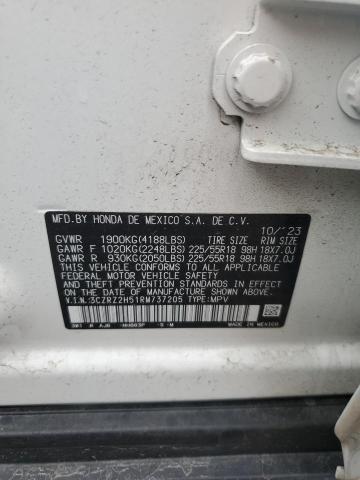 MFD.BY HONDA DE MEXICO S.A. DE C.V.
10/'23
GVWR 1900KG(4188LBS) TIRE SIZE RIM SIZE
GAWR F 1020KG(2248LBS) 225/55R18 98H 18X7.0J
GAWR R 930KG(2050LBS) 225/55R18 98H 18X7.0J
THIS VEHICLE CONFORMS TO ALL APPLICABLE
FEDERAL MOTOR VEHICLE SAFETY AND THEFT
PREVENTION STANDARDS IN EFFECT ON THE DATE
OF MANUFACTURE SHOWN ABOVE.
V.I.N.:3CZRZ2H51RM737205 TYPE:MPV